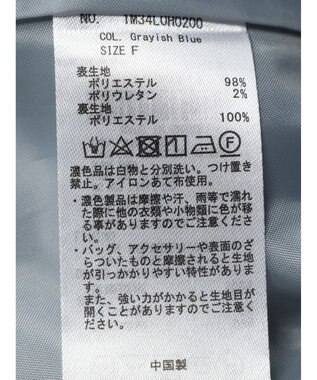 NO. TM34LOH0200
COL. Grayish Blue
SIZE F
表生地
ポリエステル 98%
ポリウレタン 2%
裏生地
ポリエステル 100%
濃色品は白物と分別洗い。つけ置き
禁止。アイロンあて布使用。
・濃色製品は摩擦や汗、雨等で濡れ
た際に他の衣類や小物類に色が移
る事がありますのでご注意下さ
い。
・バッグ、アクセサリーや表面のざ
らついたものと摩擦されると生地
が引っかかりやすい特性がありま
す。
また、強い力がかかると生地目が
開くことがありますのでご注意下
さい。
中国製